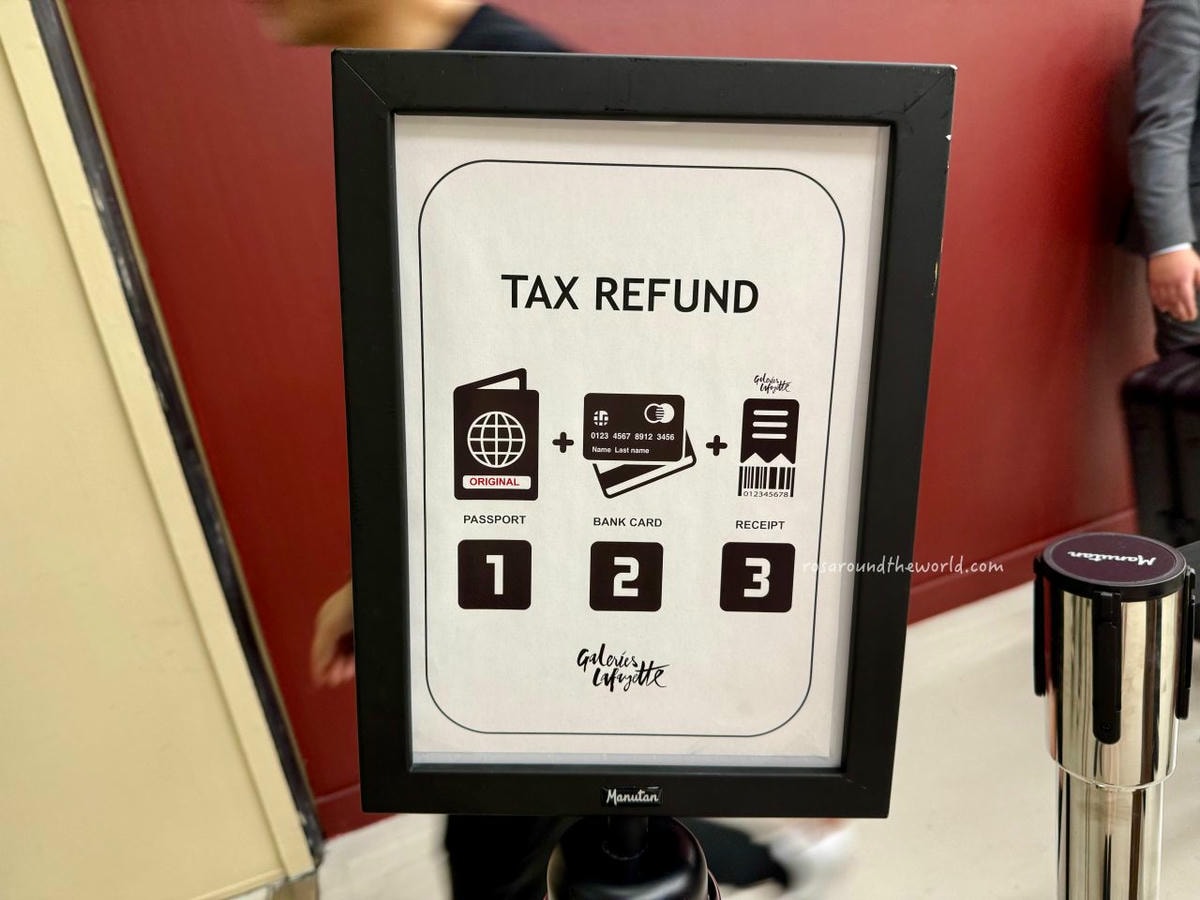 TAX REFUND
Galeries Lafayette
0123 4567 8912 3456
Name Last name
ORIGINAL
012345678
PASSPORT
BANK CARD
RECEIPT
1
2
3
rosaroundtheworld.com
Manutan
Galeries
Lafayette
Manutan